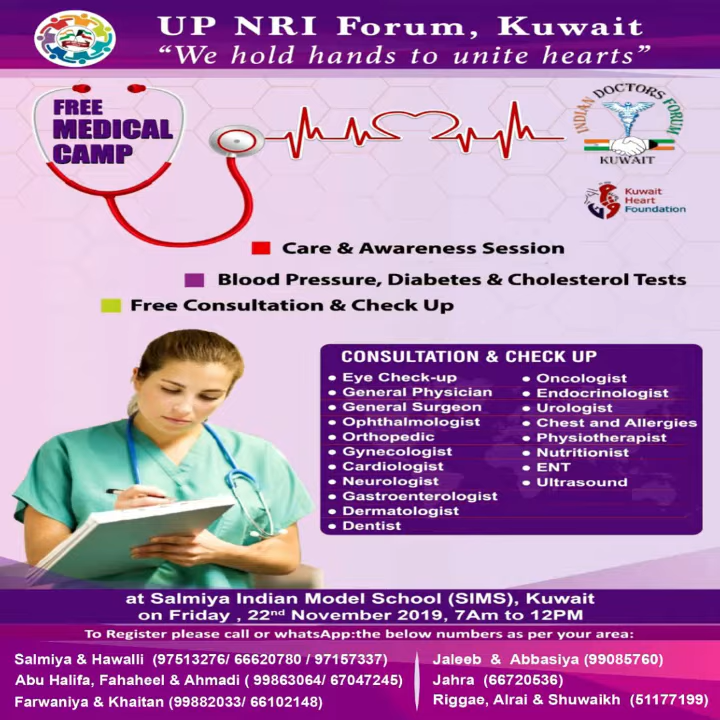 UP NRI Forum, Kuwait
“We hold hands to unite hearts”
FREE
MEDICAL
CAMP
INDIAN DOCTORS FORUM
KUWAIT
Kuwait
Heart
Foundation
Care & Awareness Session
Blood Pressure, Diabetes & Cholesterol Tests
Free Consultation & Check Up
CONSULTATION & CHECK UP
• Eye Check-up
• General Physician
• General Surgeon
• Ophthalmologist
• Orthopedic
• Gynecologist
• Cardiologist
• Neurologist
• Gastroenterologist
• Dermatologist
• Dentist
• Oncologist
• Endocrinologist
• Urologist
• Chest and Allergies
• Physiotherapist
• Nutritionist
• ENT
• Ultrasound
at Salmiya Indian Model School (SIMS), Kuwait
on Friday , 22nd November 2019, 7Am to 12PM
To Register please call or whatsApp:the below numbers as per your area:
Salmiya & Hawalli (97513276/ 66620780 / 97157337)
Abu Halifa, Fahaheel & Ahmadi ( 99863064/ 67047245)
Farwaniya & Khaitan (99882033/ 66102148)
Jaleeb & Abbasiya (99085760)
Jahra (66720536)
Riggae, Alrai & Shuwaikh (51177199)